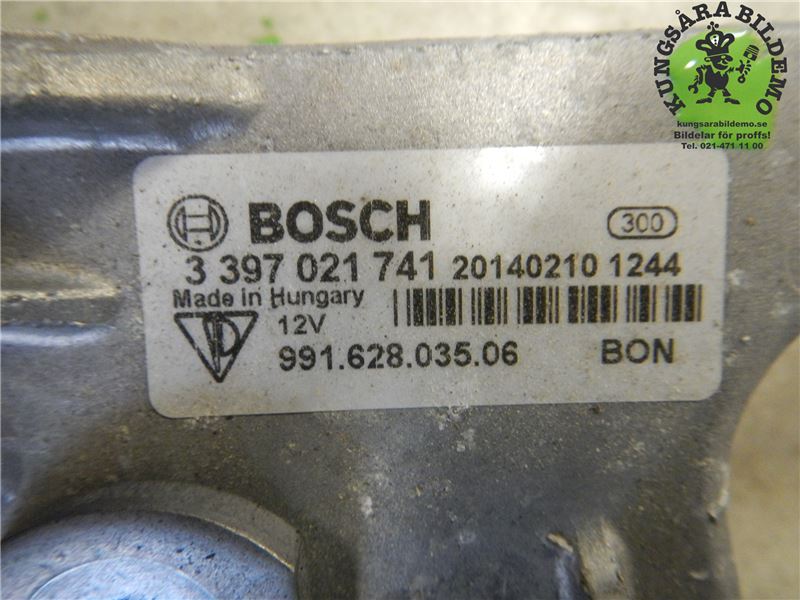 KUNGSÅRA BILDEMO
kungsarabildemo.se
Bildelar för proffs!
Tel. 021-471 11 00
BOSCH
300
3 397 021 741 20140210 1244
Made in Hungary
12V
991.628.035.06 BON